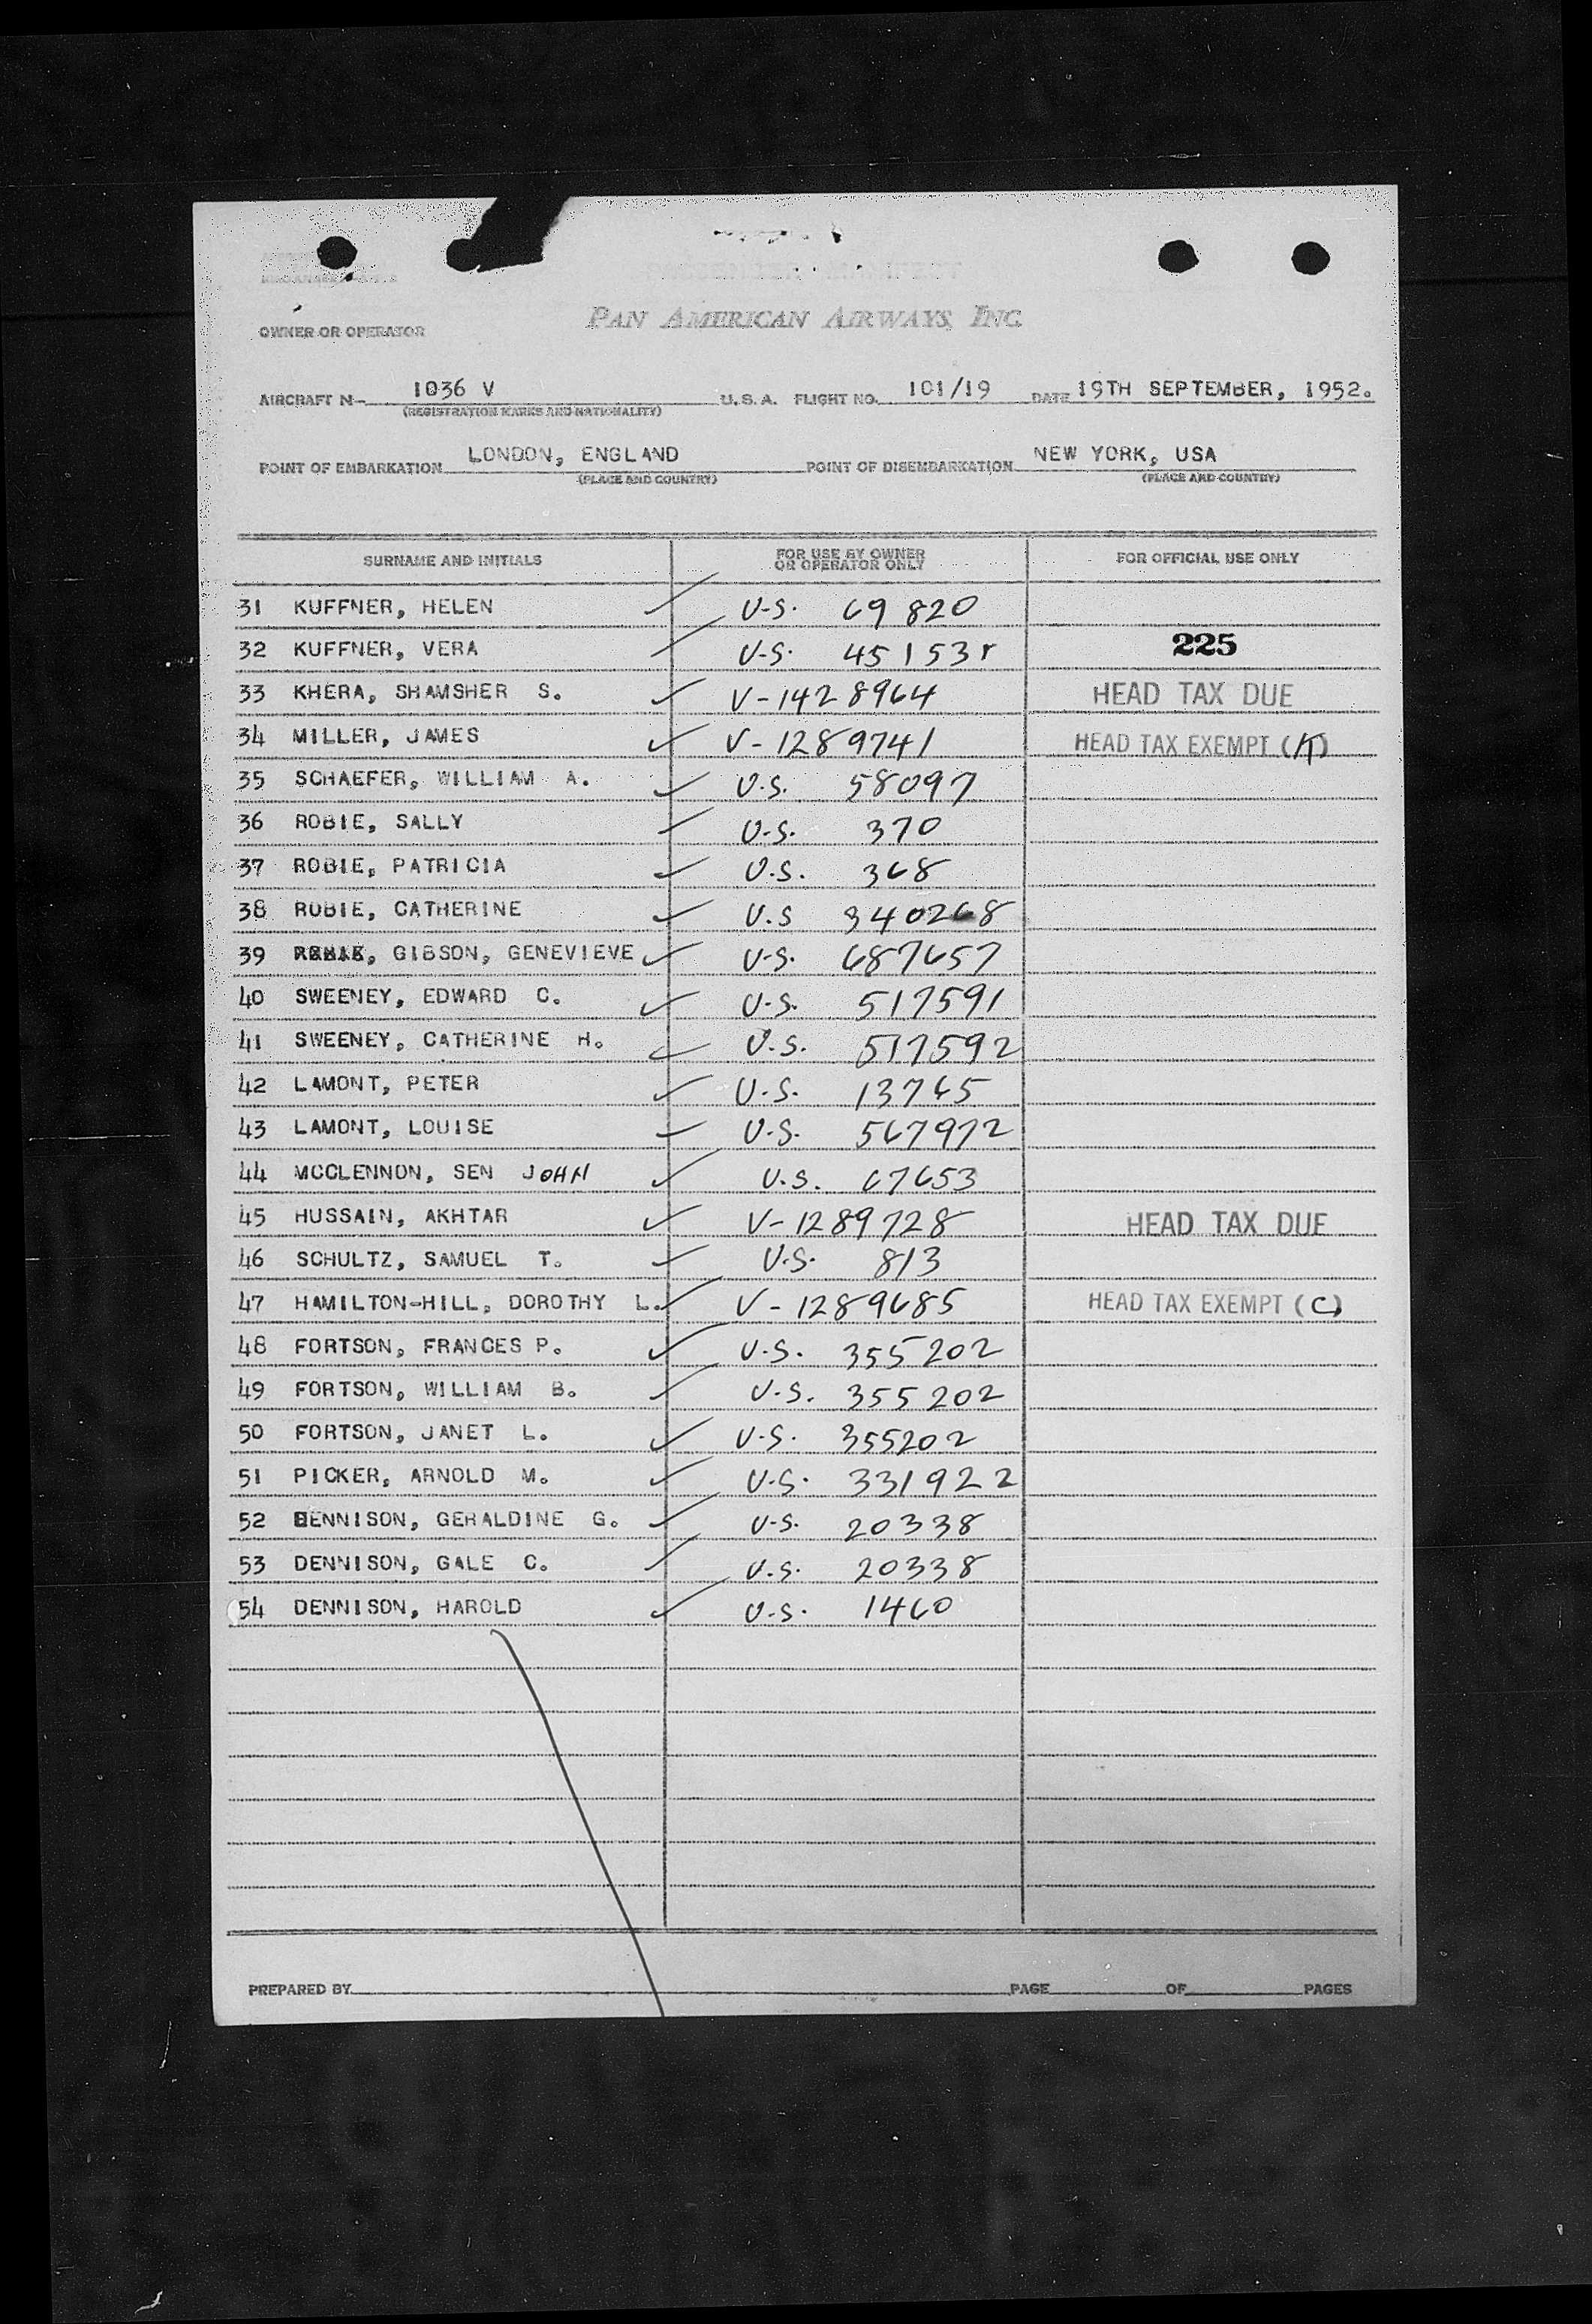 PASSENGER MANIFEST
PAN AMERICAN AIRWAYS, INC.
OWNER OR OPERATOR
AIRCRAFT N- 1036 V U.S.A. FLIGHT NO. 101/19 DATE 19TH SEPTEMBER, 1952.
(REGISTRATION MARKS AND NATIONALITY)
POINT OF EMBARKATION LONDON, ENGLAND POINT OF DISEMBARKATION NEW YORK, USA
(PLACE AND COUNTRY) (PLACE AND COUNTRY)
SURNAME AND INITIALS FOR USE BY OWNER OR OPERATOR ONLY FOR OFFICIAL USE ONLY
31 KUFFNER, HELEN U.S. 69820
32 KUFFNER, VERA U.S. 45153r 225
33 KHERA, SHAMSHER S. V-1428964 HEAD TAX DUE
34 MILLER, JAMES V-1289741 HEAD TAX EXEMPT
35 SCHAEFER, WILLIAM A. U.S. 58097
36 ROBIE, SALLY U.S. 370
37 ROBIE, PATRICIA U.S. 368
38 ROBIE, CATHERINE U.S 340268
39 GIBSON, GENEVIEVE U.S. 687657
40 SWEENEY, EDWARD C. U.S. 517591
41 SWEENEY, CATHERINE H. U.S. 517592
42 LAMONT, PETER U.S. 13765
43 LAMONT, LOUISE U.S. 567972
44 MCCLENNON, SEN JOHN U.S. 67653
45 HUSSAIN, AKHTAR V-1289728 HEAD TAX DUE
46 SCHULTZ, SAMUEL T. U.S. 813
47 HAMILTON-HILL, DOROTHY L. V-1289685 HEAD TAX EXEMPT (C)
48 FORTSON, FRANCES P. U.S. 355202
49 FORTSON, WILLIAM B. U.S. 355202
50 FORTSON, JANET L. U.S. 355202
51 PICKER, ARNOLD M. U.S. 331922
52 DENNISON, GERALDINE G. U.S. 20338
53 DENNISON, GALE C. U.S. 20338
54 DENNISON, HAROLD U.S. 1460
PREPARED BY PAGE OF PAGES